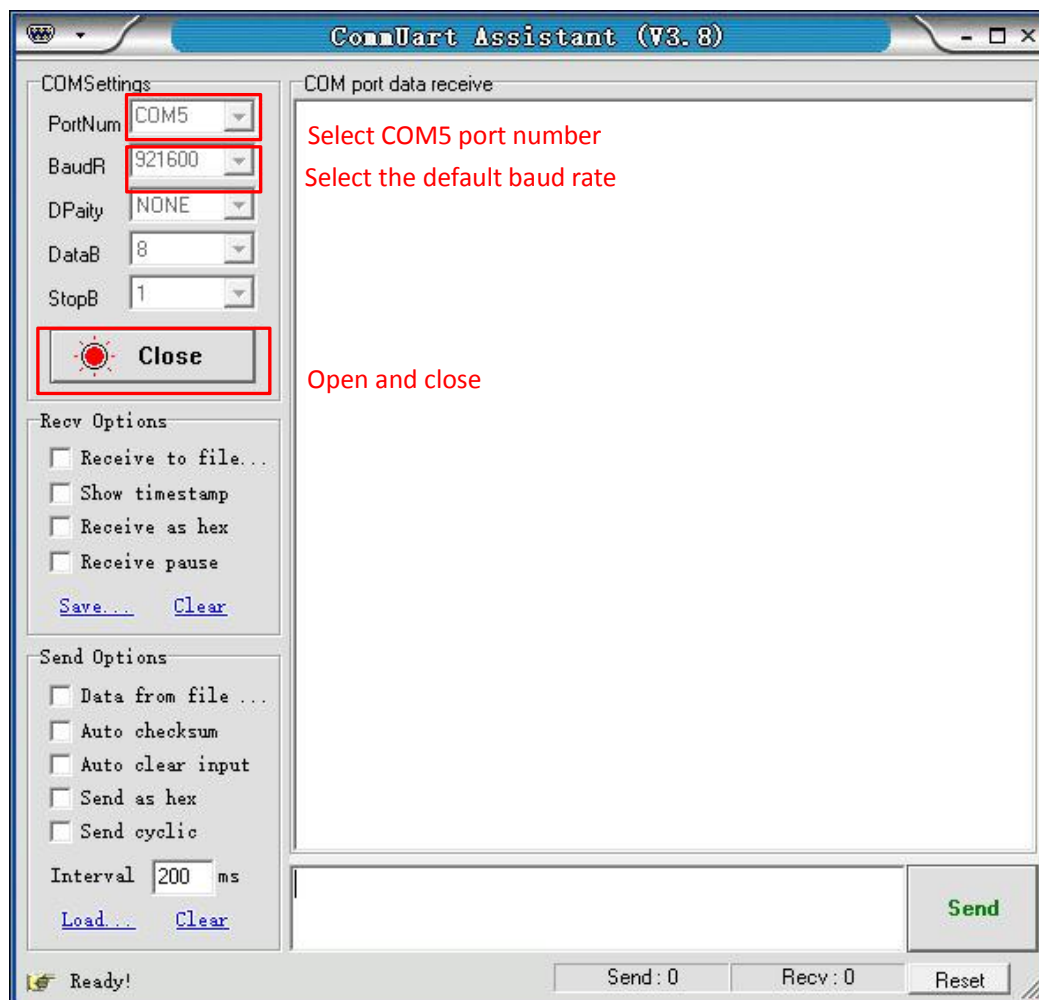 CommUart Assistant (V3.8)
COMSettings
PortNum COM5
BaudR 921600
DPaity NONE
DataB 8
StopB 1
Close
Recv Options
Receive to file...
Show timestamp
Receive as hex
Receive pause
Save... Clear
Send Options
Data from file ...
Auto checksum
Auto clear input
Send as hex
Send cyclic
Interval 200 ms
Load... Clear
COM port data receive
Select COM5 port number
Select the default baud rate
Open and close
Send
Ready!
Send : 0
Recv : 0
Reset